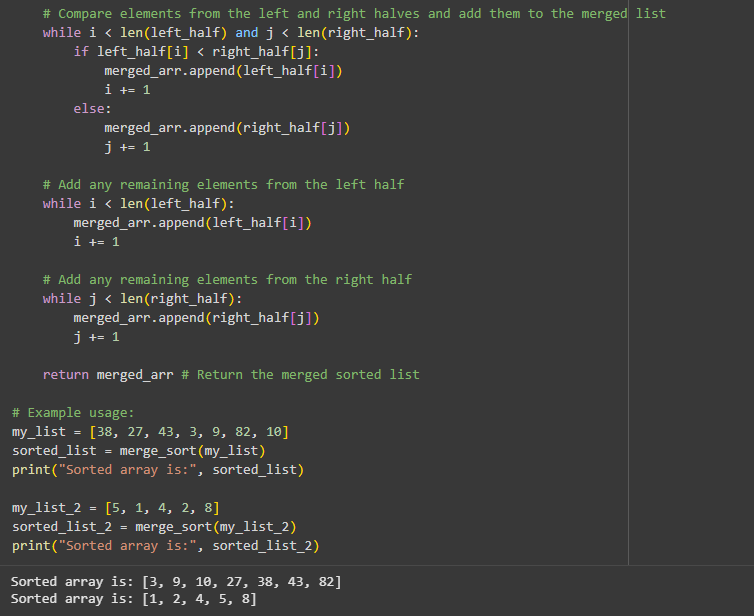 # Compare elements from the left and right halves and add them to the merged list
while i < len(left_half) and j < len(right_half):
if left_half[i] < right_half[j]:
merged_arr.append(left_half[i])
i += 1
else:
merged_arr.append(right_half[j])
j += 1
# Add any remaining elements from the left half
while i < len(left_half):
merged_arr.append(left_half[i])
i += 1
# Add any remaining elements from the right half
while j < len(right_half):
merged_arr.append(right_half[j])
j += 1
return merged_arr # Return the merged sorted list
# Example usage:
my_list = [38, 27, 43, 3, 9, 82, 10]
sorted_list = merge_sort(my_list)
print("Sorted array is:", sorted_list)
my_list_2 = [5, 1, 4, 2, 8]
sorted_list_2 = merge_sort(my_list_2)
print("Sorted array is:", sorted_list_2)
Sorted array is: [3, 9, 10, 27, 38, 43, 82]
Sorted array is: [1, 2, 4, 5, 8]